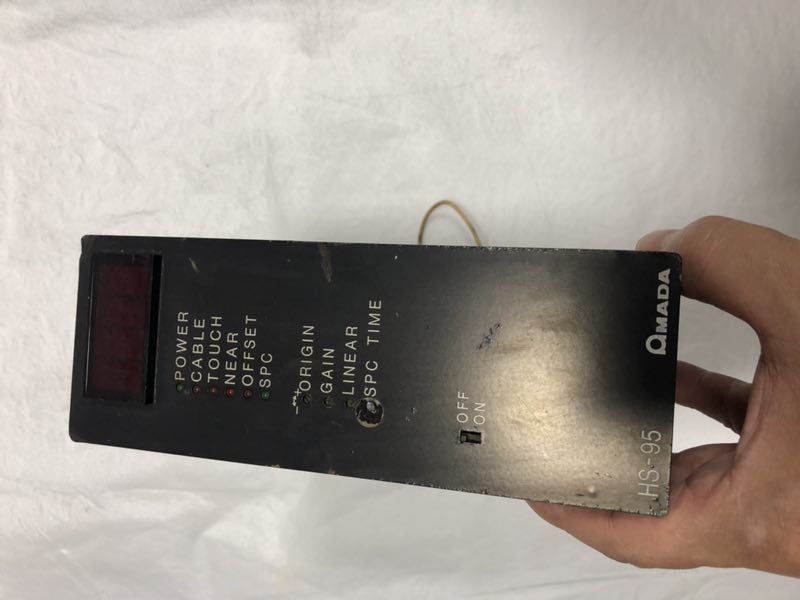 POWER
CABLE
TOUCH
NEAR
OFFSET
SPC
ORIGIN
GAIN
LINEAR
SPC TIME
OFF
ON
AMADA
HS-95